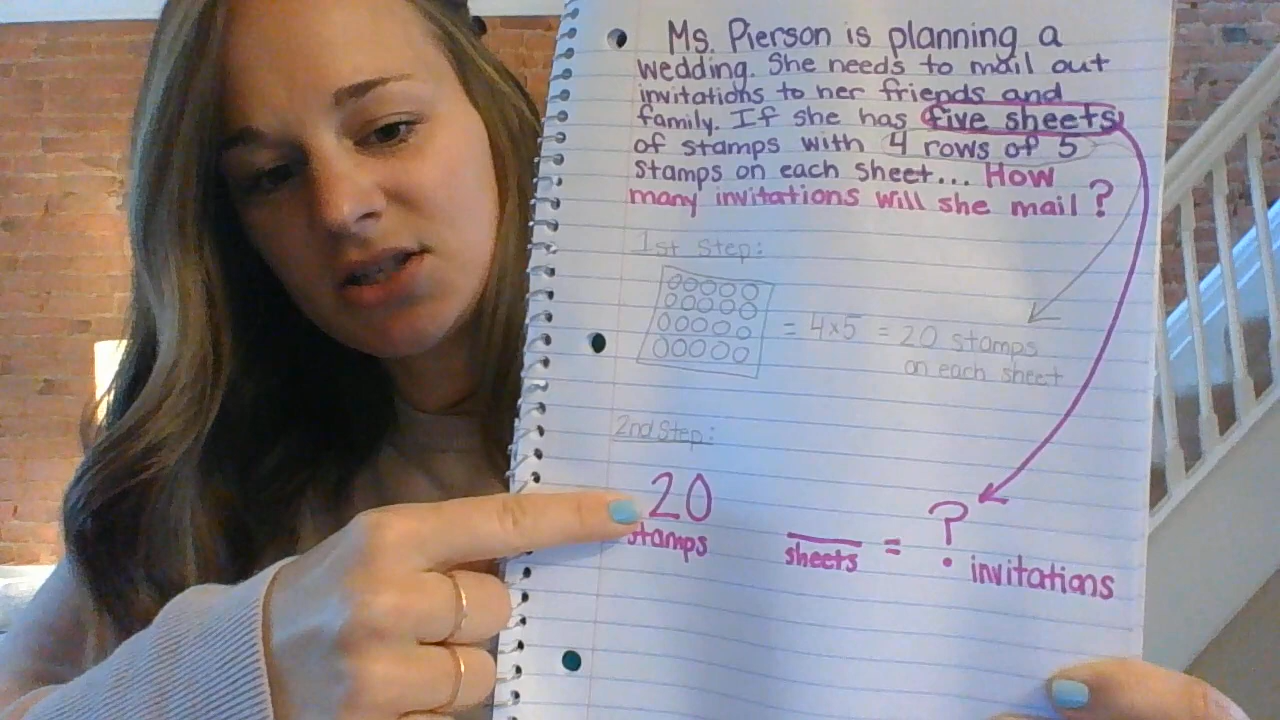 Ms. Pierson is planning a
wedding. She needs to mail out
invitations to her friends and
family. If she has five sheets
of stamps with 4 rows of 5
stamps on each sheet... How
many invitations will she mail?
1st Step:
= 4x5 = 20 stamps
on each sheet
2nd Step:
20 = ?
stamps sheets invitations